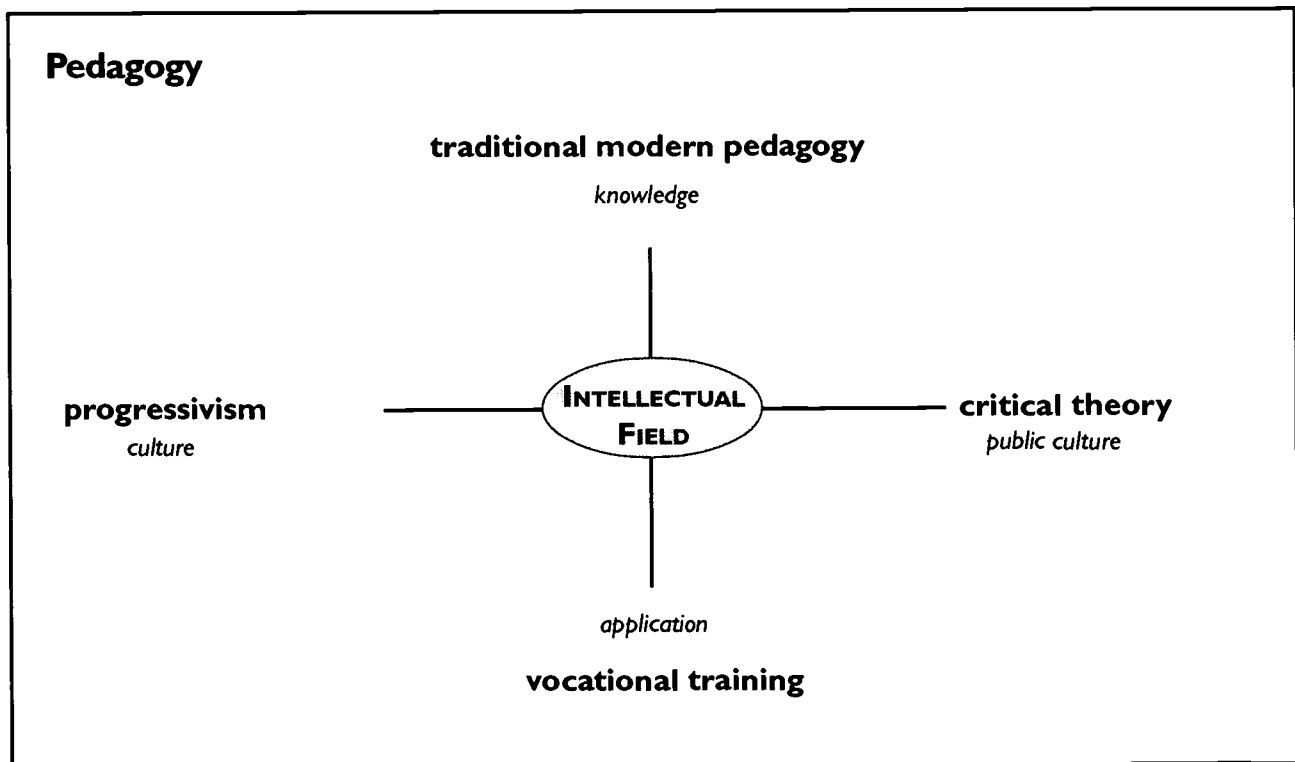 Pedagogy
traditional modern pedagogy
knowledge
progressivism
culture
INTELLECTUAL
FIELD
critical theory
public culture
application
vocational training